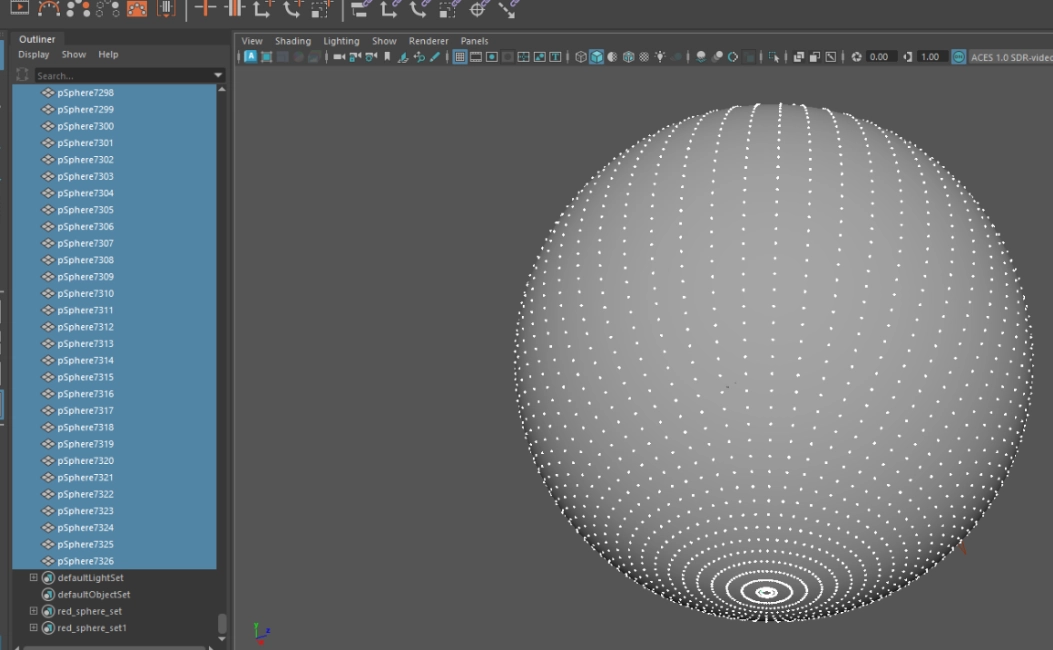 Outliner
Display Show Help
Search...
pSphere7298
pSphere7299
pSphere7300
pSphere7301
pSphere7302
pSphere7303
pSphere7304
pSphere7305
pSphere7306
pSphere7307
pSphere7308
pSphere7309
pSphere7310
pSphere7311
pSphere7312
pSphere7313
pSphere7314
pSphere7315
pSphere7316
pSphere7317
pSphere7318
pSphere7319
pSphere7320
pSphere7321
pSphere7322
pSphere7323
pSphere7324
pSphere7325
pSphere7326
defaultLightSet
defaultObjectSet
red_sphere_set
red_sphere_set1
View Shading Lighting Show Renderer Panels
0.00 1.00 ACES 1.0 SDR-video
y
z